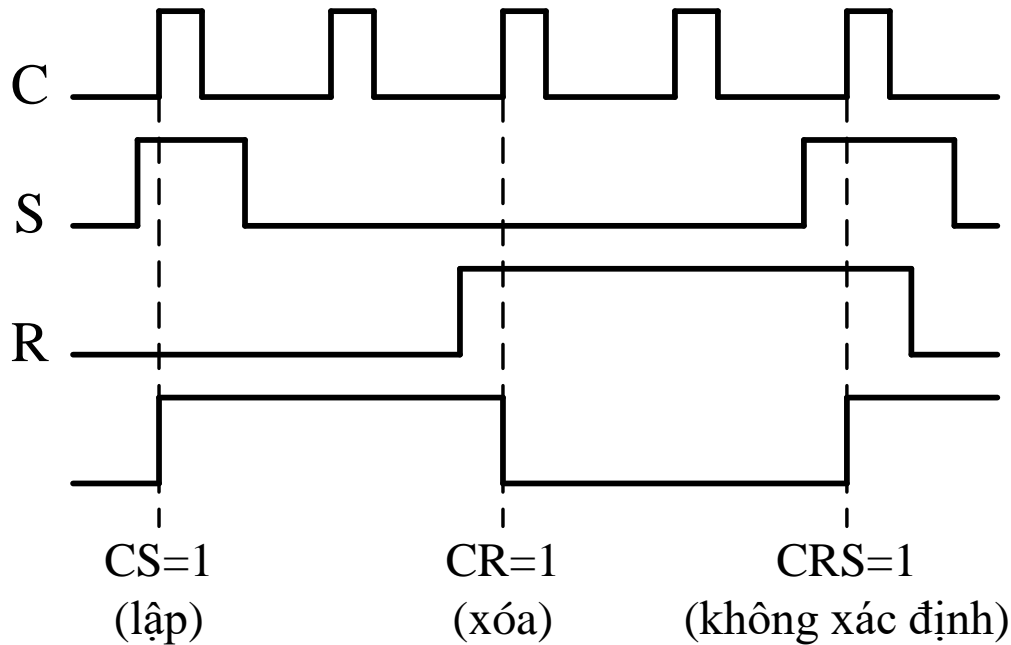 C
S
R
CS=1 CR=1 CRS=1
(lập) (xóa) (không xác định)